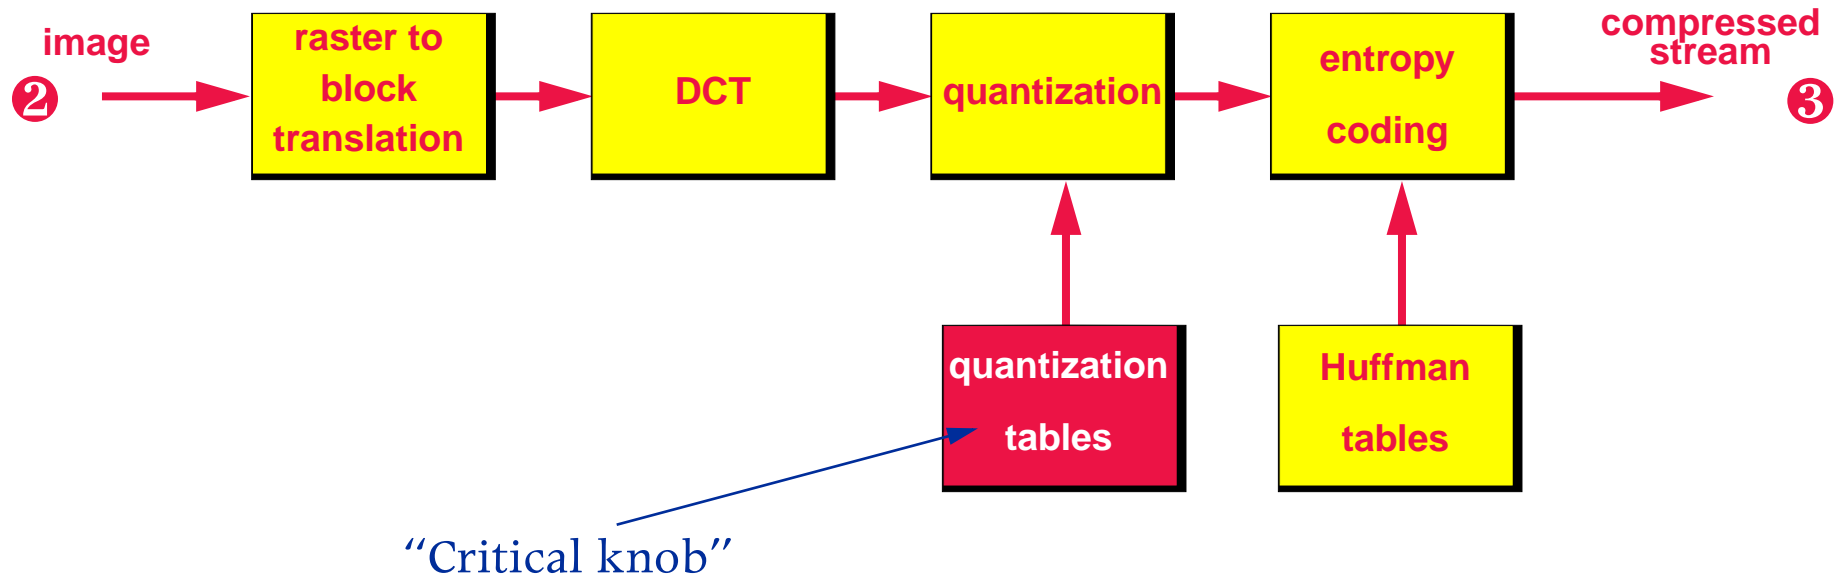 image
❷
raster to
block
translation
DCT
quantization
entropy
coding
compressed
stream
❸
quantization
tables
Huffman
tables
“Critical knob”